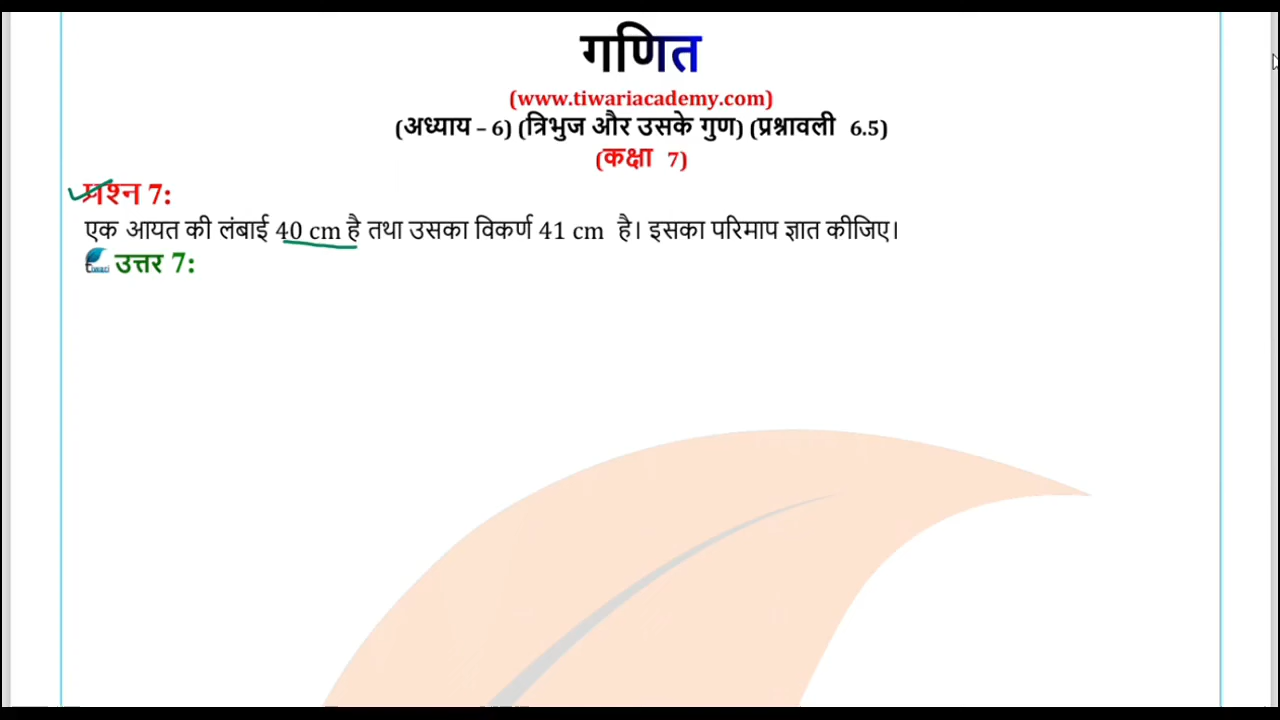 गणित
(www.tiwariacademy.com)
(अध्याय – 6) (त्रिभुज और उसके गुण) (प्रश्नावली 6.5)
(कक्षा 7)
प्रश्न 7:
एक आयत की लंबाई 40 cm है तथा उसका विकर्ण 41 cm है। इसका परिमाप ज्ञात कीजिए।
उत्तर 7: